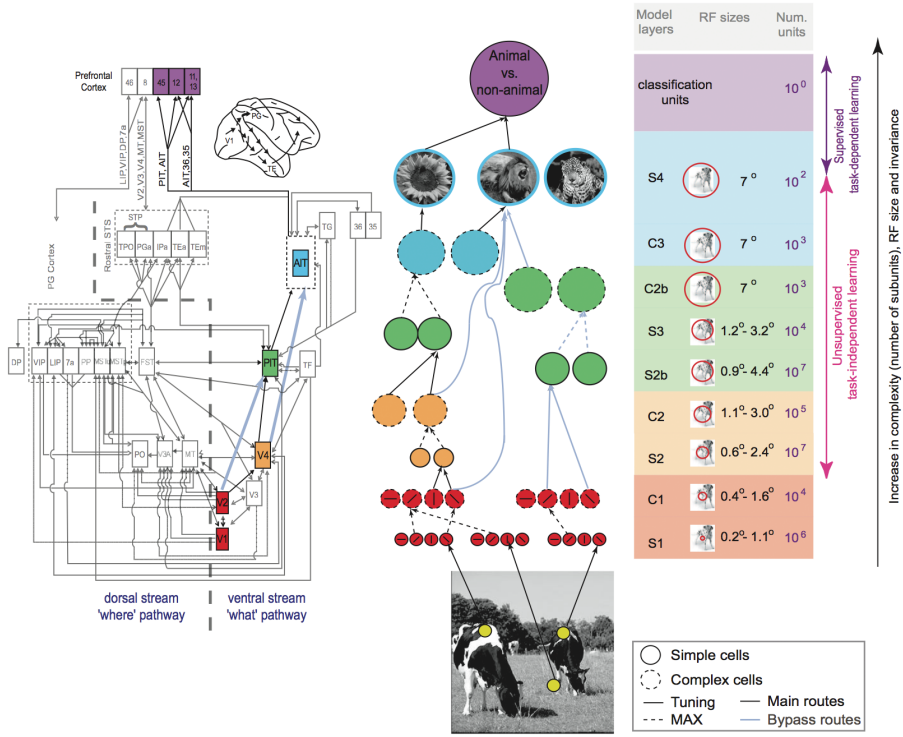 Prefrontal
Cortex
46
8
45
12
11,
13
LIP,VIP,DP,7a
V2,V3,V4,MT,MST
PIT, AIT
AIT,36,35
PG
V1
TE
PG Cortex
Rostral STS
STP
TPO
PGa
IPa
TEa
TEm
TG
36
35
AIT
DP
VIP
LIP
7a
PP
FST
PIT
TF
PO
V3A
MT
V4
V2
V3
V1
dorsal stream
'where' pathway
ventral stream
'what' pathway
Animal
vs.
non-animal
Model
layers
RF sizes
Num.
units
classification
units
10⁰
S4
7 °
10²
C3
7 °
10³
C2b
7 °
10³
S3
1.2°- 3.2°
10⁴
S2b
0.9°- 4.4°
10⁷
C2
1.1°- 3.0°
10⁵
S2
0.6°- 2.4°
10⁷
C1
0.4°- 1.6°
10⁴
S1
0.2°- 1.1°
10⁶
Supervised
task-dependent learning
Unsupervised
task-independent learning
Increase in complexity (number of subunits), RF size and invariance
Simple cells
Complex cells
Tuning
Main routes
MAX
Bypass routes